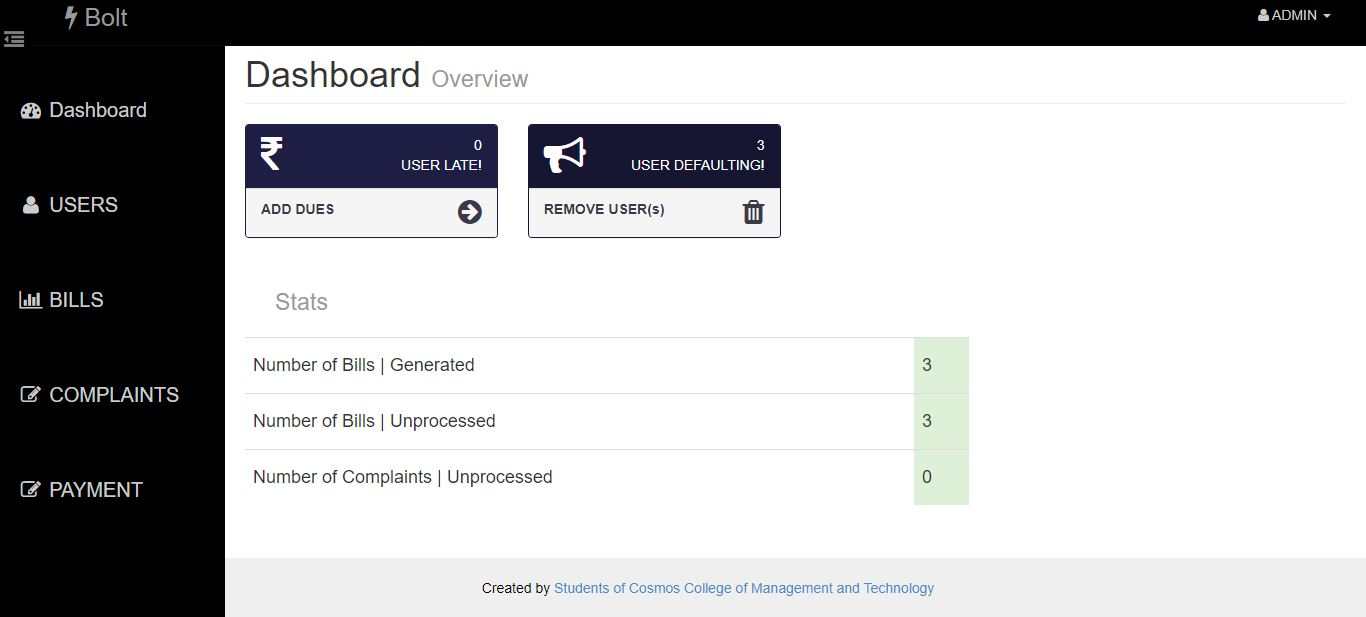 Bolt
ADMIN
Dashboard
USERS
BILLS
COMPLAINTS
PAYMENT
Dashboard Overview
0
USER LATE!
ADD DUES
3
USER DEFAULTING!
REMOVE USER(s)
Stats
Number of Bills | Generated 3
Number of Bills | Unprocessed 3
Number of Complaints | Unprocessed 0
Created by Students of Cosmos College of Management and Technology